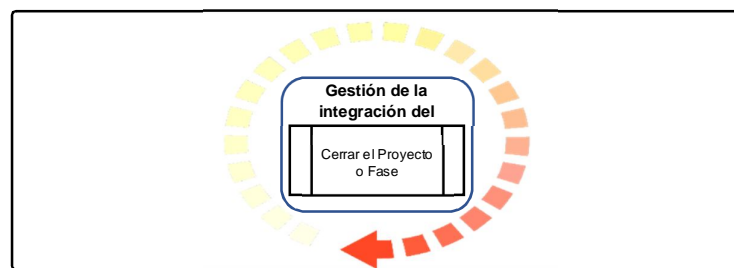 Gestión de la
integración del
Cerrar el Proyecto
o Fase